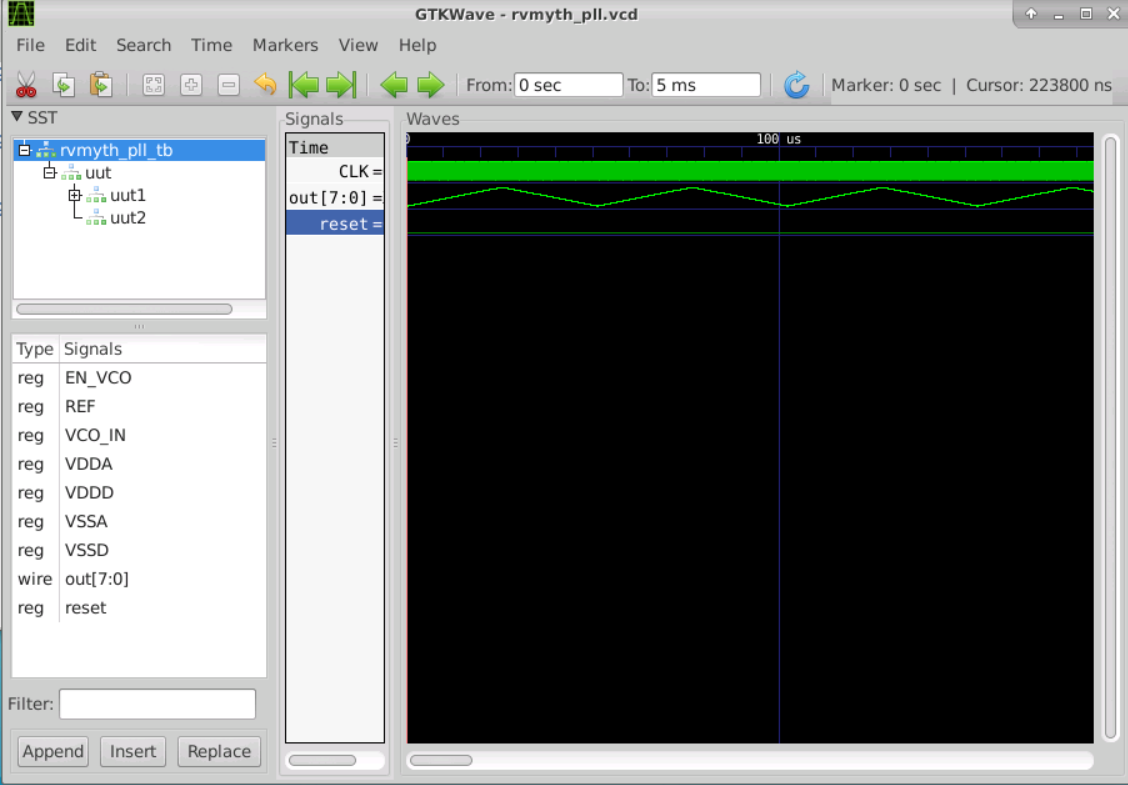 GTKWave - rvmyth_pll.vcd
File Edit Search Time Markers View Help
From: 0 sec To: 5 ms Marker: 0 sec | Cursor: 223800 ns
SST
rvmyth_pll_tb
uut
uut1
uut2
Type Signals
reg EN_VCO
reg REF
reg VCO_IN
reg VDDA
reg VDDD
reg VSSA
reg VSSD
wire out[7:0]
reg reset
Filter:
Append Insert Replace
Signals
Time
CLK =
out[7:0] =
reset =
Waves
0 100 us